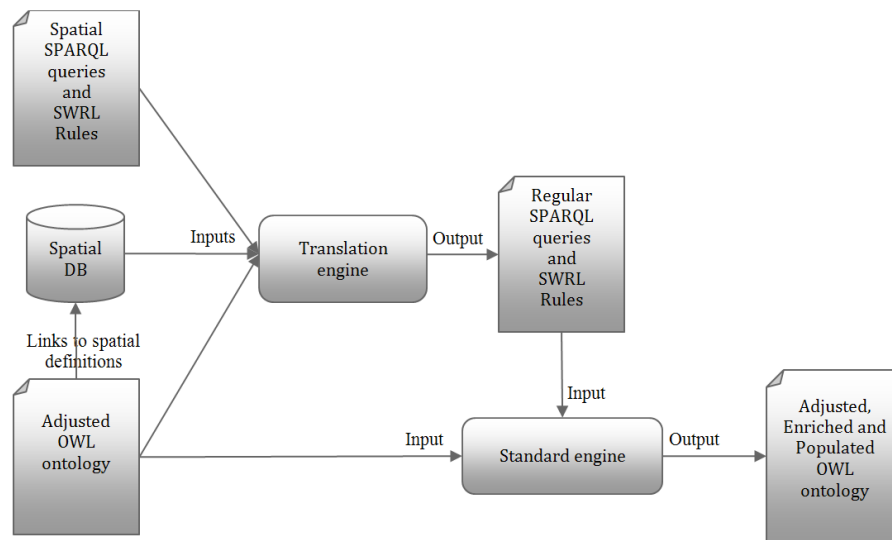 Spatial
SPARQL
queries
and
SWRL
Rules
Spatial
DB
Inputs
Translation
engine
Output
Regular
SPARQL
queries
and
SWRL
Rules
Links to spatial
definitions
Adjusted
OWL
ontology
Input
Input
Standard engine
Output
Adjusted,
Enriched and
Populated
OWL
ontology